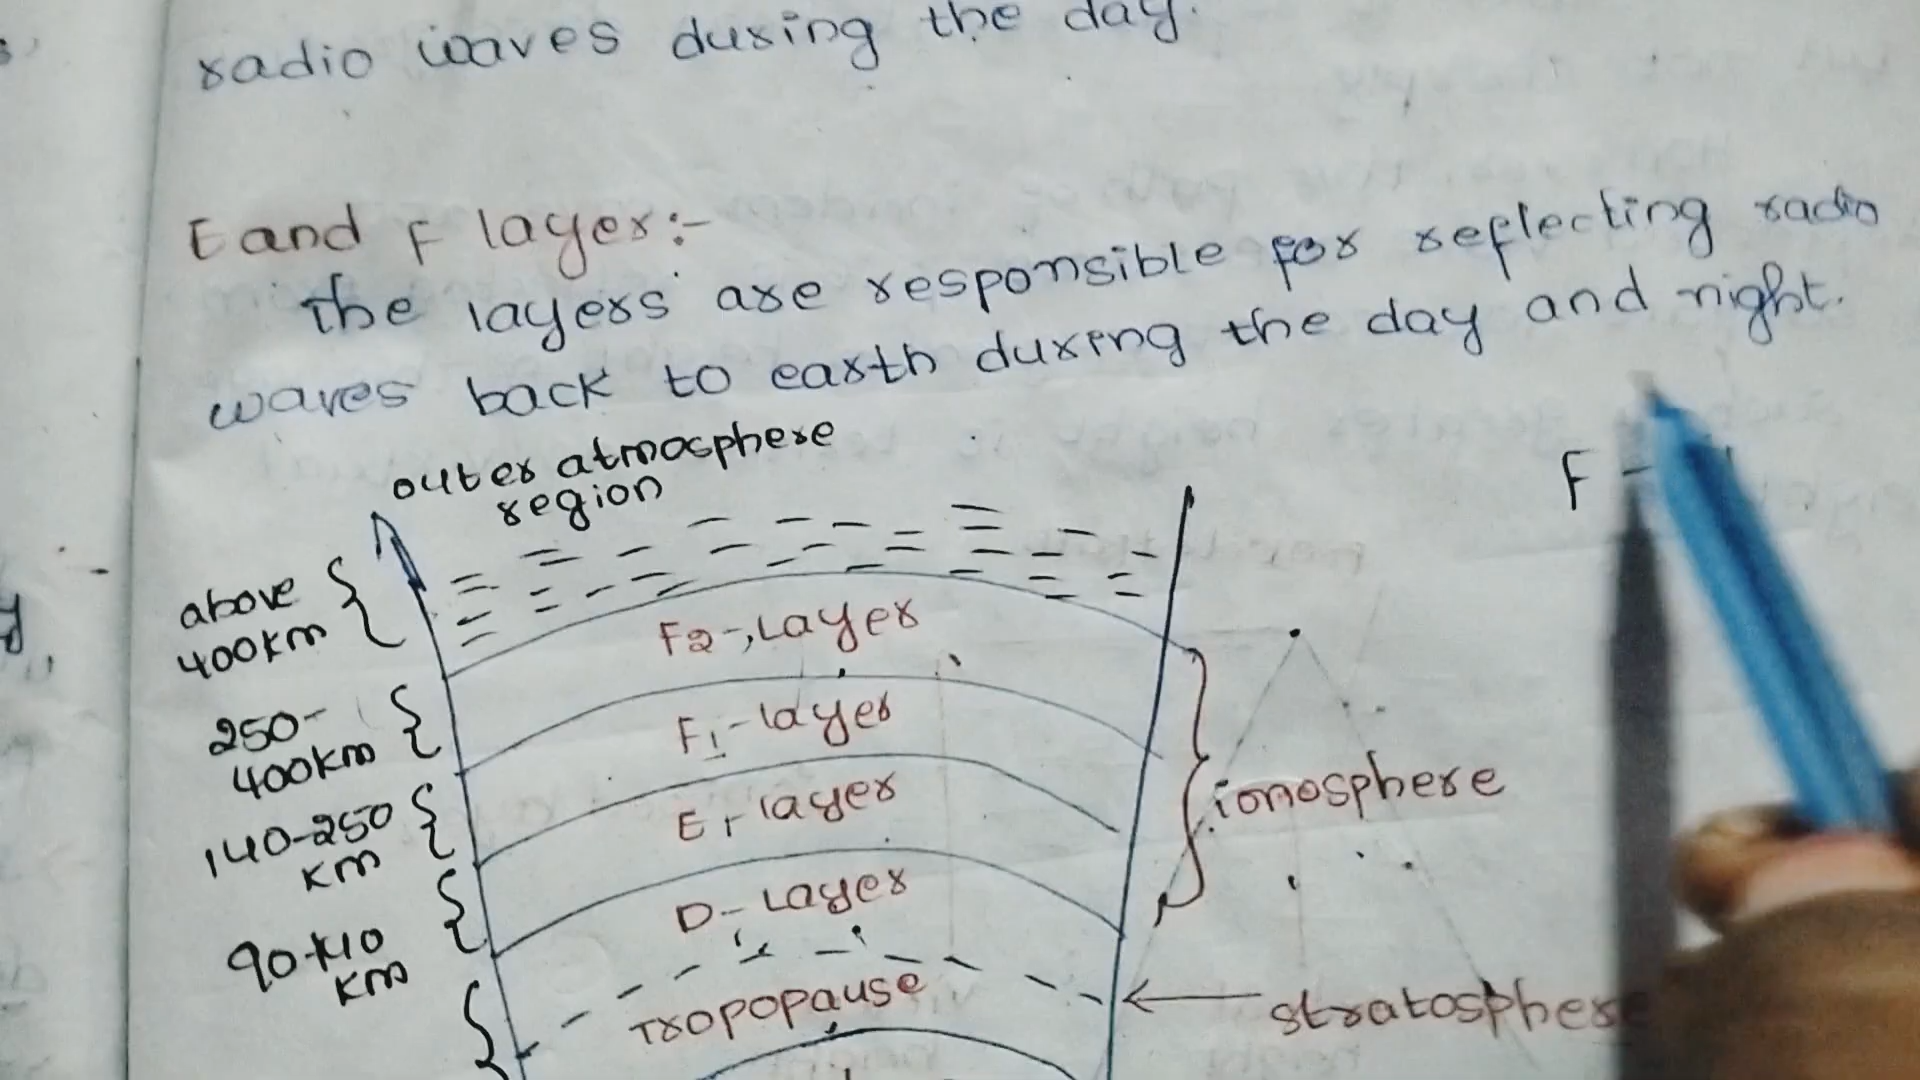 radio waves during the day.
E and F layer:-
The layers are responsible for reflecting radio
waves back to earth during the day and night.
outer atmosphere
region
F -
above
400km
F2-, Layer
250-
400km
F1-layer
ionosphere
140-250
km
E, layer
D- Layer
km
Tropopause
stratosphere